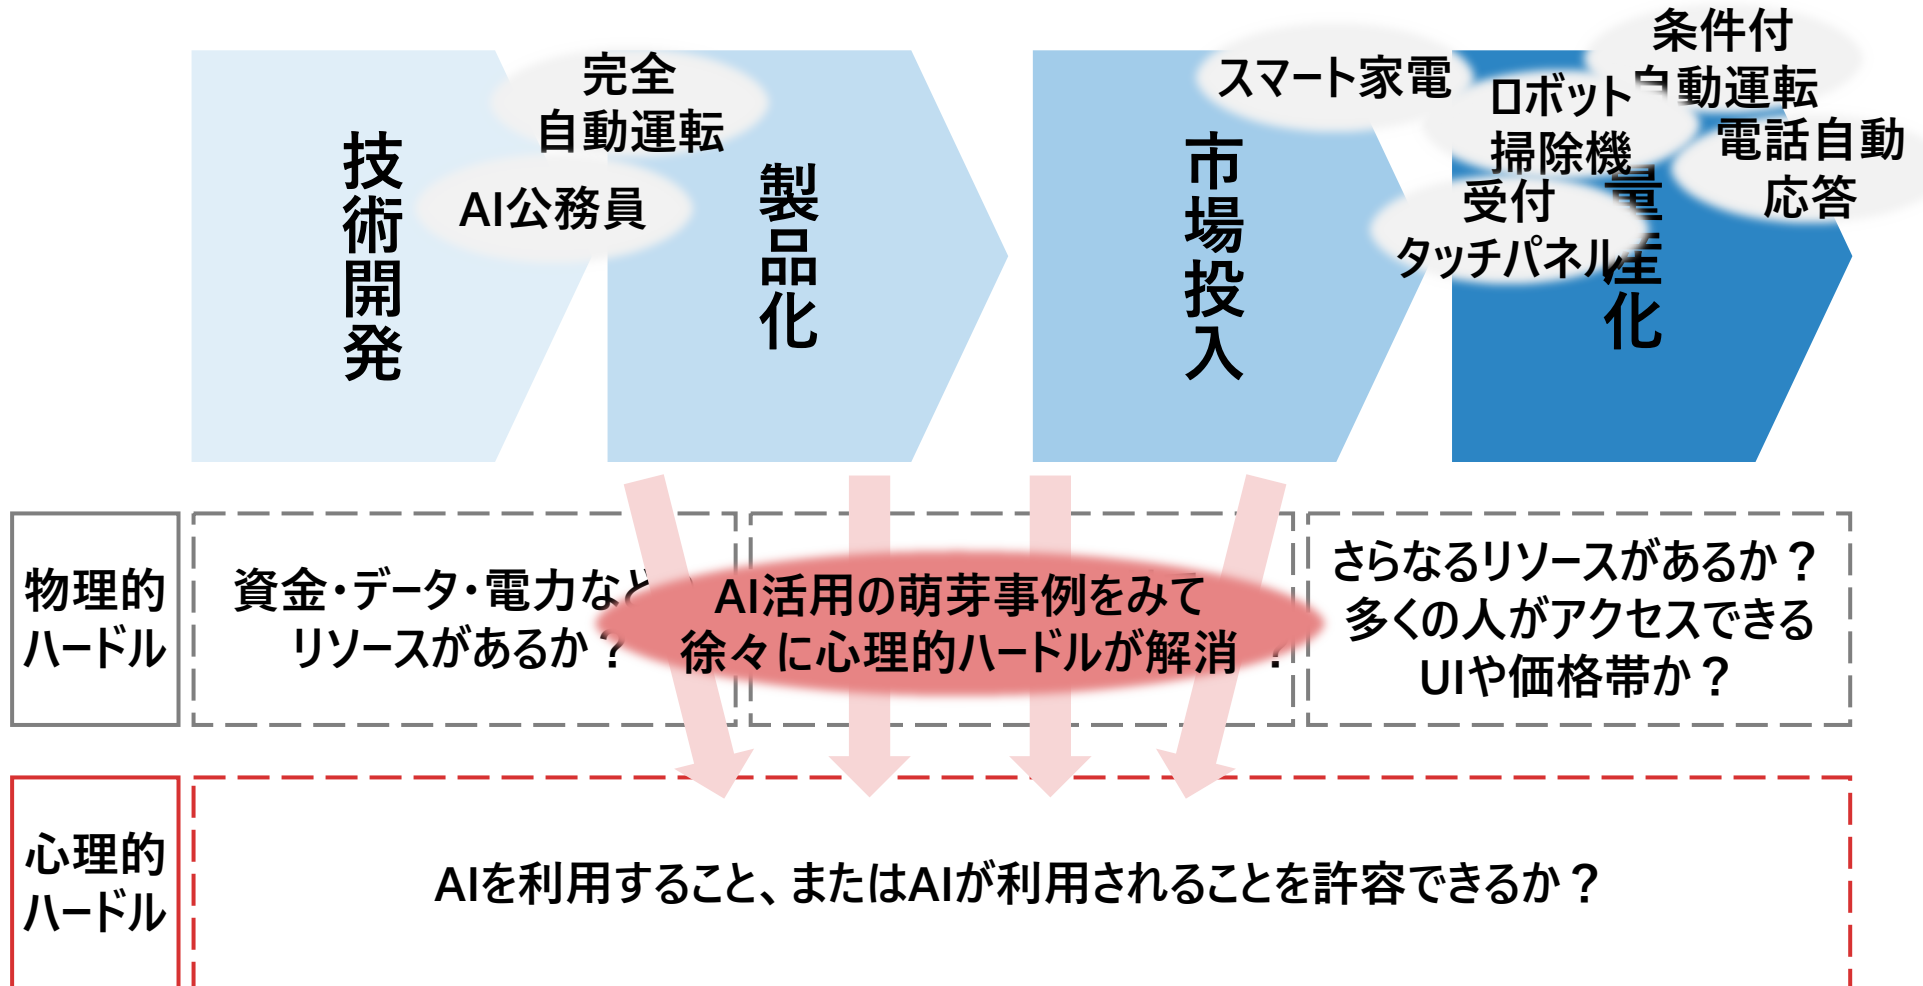 技術開発
完全
自動運転
AI公務員
製品化
市場投入
スマート家電
量産化
条件付
自動運転
ロボット
掃除機
電話自動
応答
受付
タッチパネル
物理的
ハードル
資金・データ・電力など
リソースがあるか？
AI活用の萌芽事例をみて
徐々に心理的ハードルが解消
？
さらなるリソースがあるか？
多くの人がアクセスできる
UIや価格帯か？
心理的
ハードル
AIを利用すること、またはAIが利用されることを許容できるか？